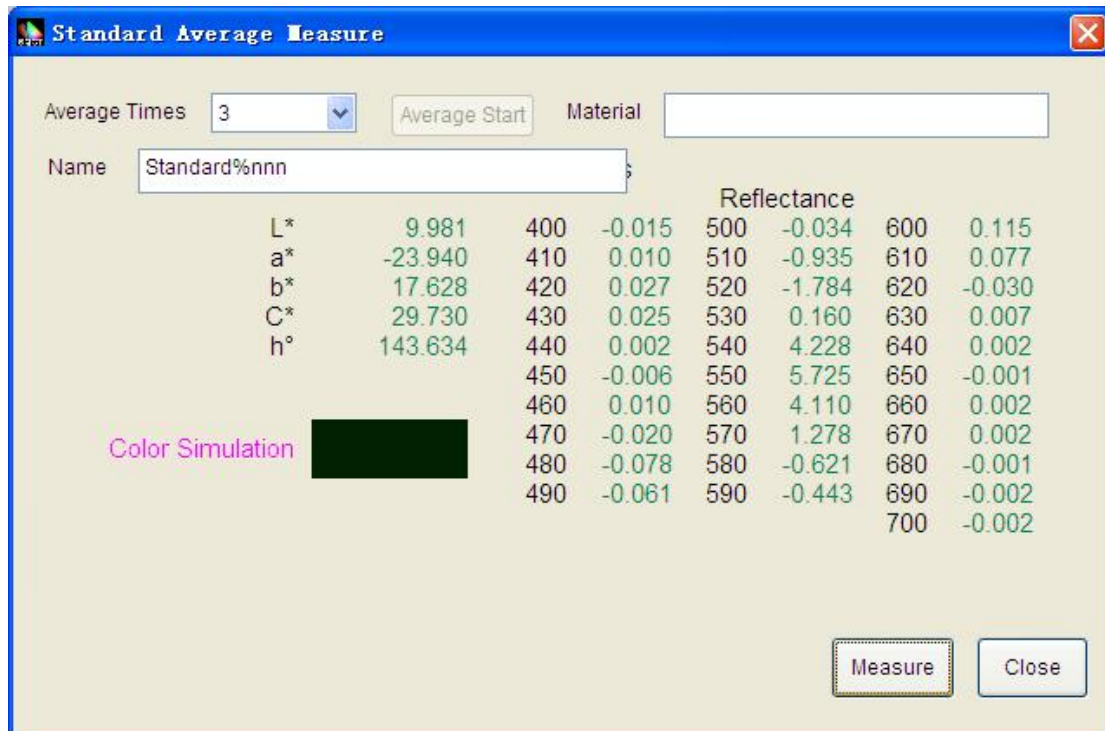 Standard Average Measure
Average Times 3 Average Start Material
Name Standard%nnn
Reflectance
L* 9.981 400 -0.015 500 -0.034 600 0.115
a* -23.940 410 0.010 510 -0.935 610 0.077
b* 17.628 420 0.027 520 -1.784 620 -0.030
C* 29.730 430 0.025 530 0.160 630 0.007
h° 143.634 440 0.002 540 4.228 640 0.002
450 -0.006 550 5.725 650 -0.001
460 0.010 560 4.110 660 0.002
Color Simulation 470 -0.020 570 1.278 670 0.002
480 -0.078 580 -0.621 680 -0.001
490 -0.061 590 -0.443 690 -0.002
700 -0.002
Measure Close